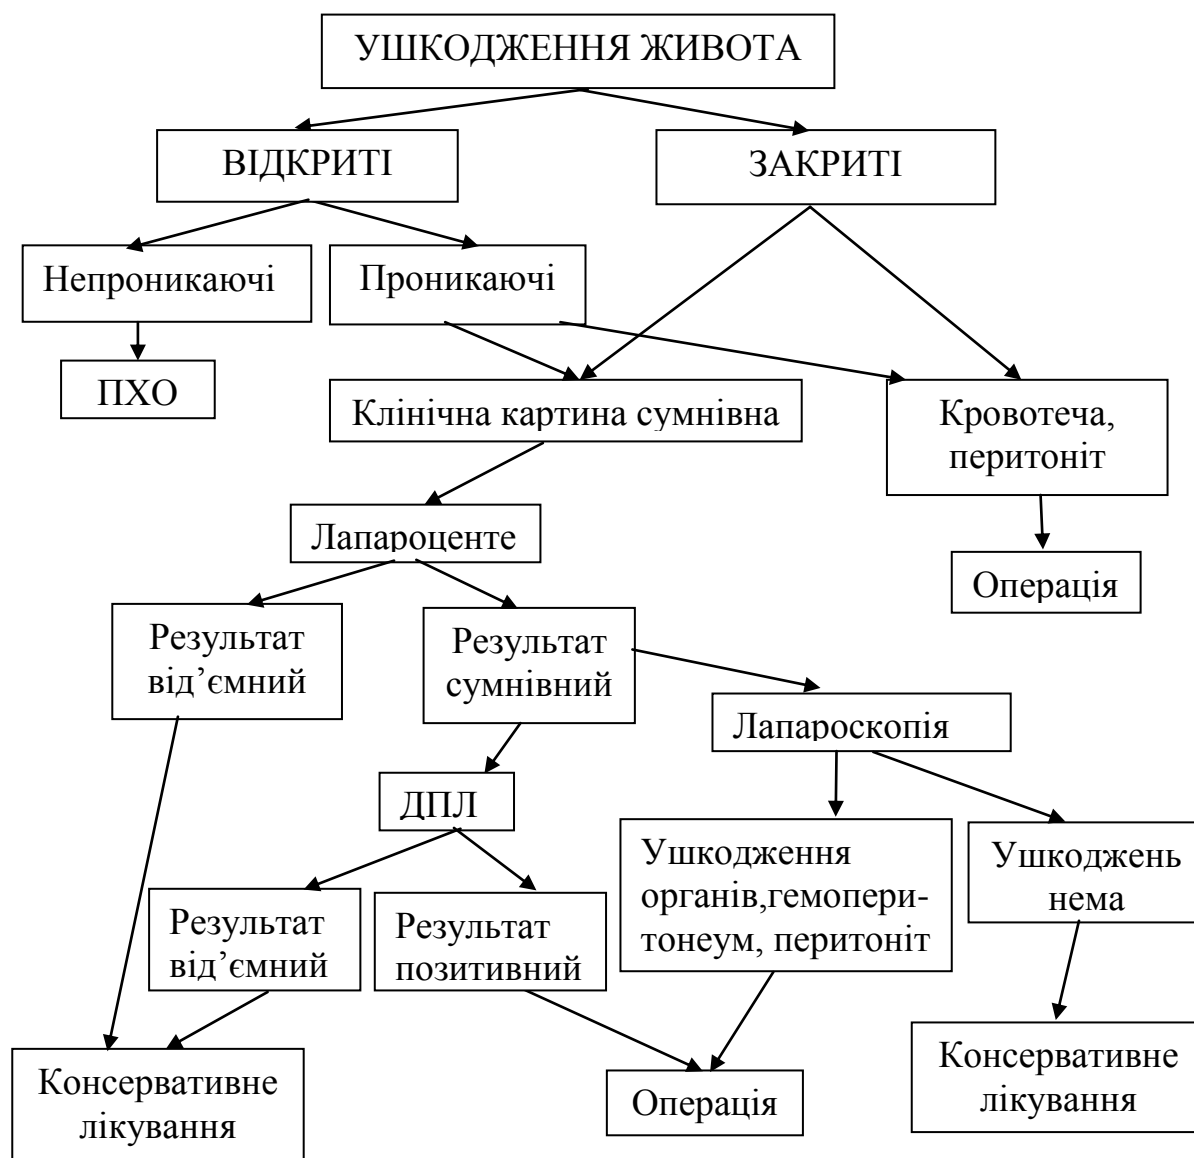 УШКОДЖЕННЯ ЖИВОТА
ВІДКРИТІ
ЗАКРИТІ
Непроникаючі
Проникаючі
ПХО
Клінічна картина сумнівна
Кровотеча,
перитоніт
Лапароценте
Операція
Результат
від’ємний
Результат
сумнівний
Лапароскопія
ДПЛ
Ушкодження
органів,гемопери-
тонеум, перитоніт
Ушкоджень
нема
Результат
від’ємний
Результат
позитивний
Консервативне
лікування
Операція
Консервативне
лікування